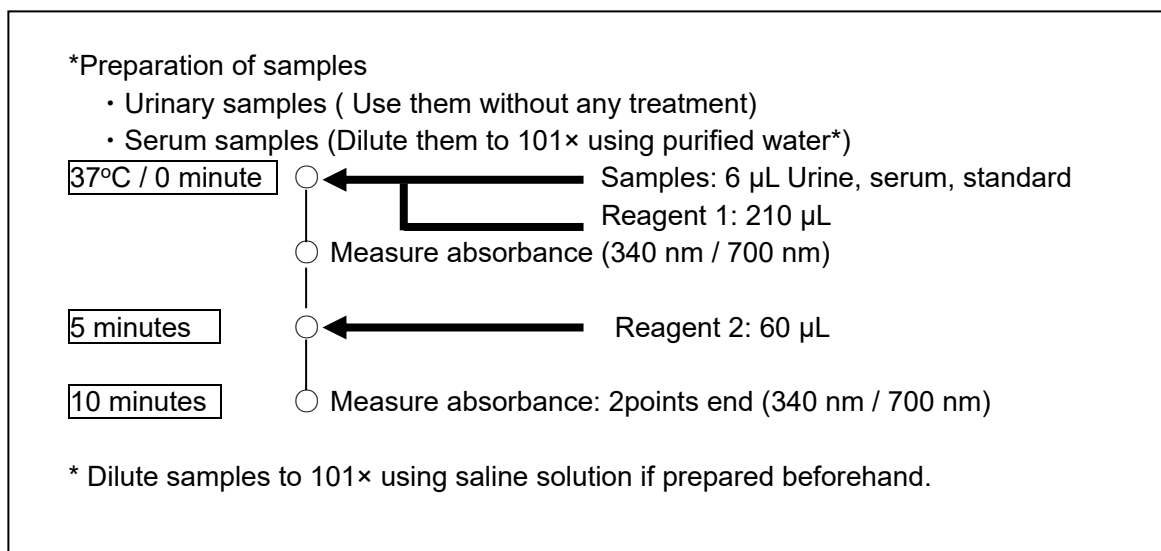 *Preparation of samples
・Urinary samples ( Use them without any treatment)
・Serum samples (Dilute them to 101× using purified water*)
37°C / 0 minute
Samples: 6 µL Urine, serum, standard
Reagent 1: 210 µL
Measure absorbance (340 nm / 700 nm)
5 minutes
Reagent 2: 60 µL
10 minutes
Measure absorbance: 2points end (340 nm / 700 nm)
* Dilute samples to 101× using saline solution if prepared beforehand.